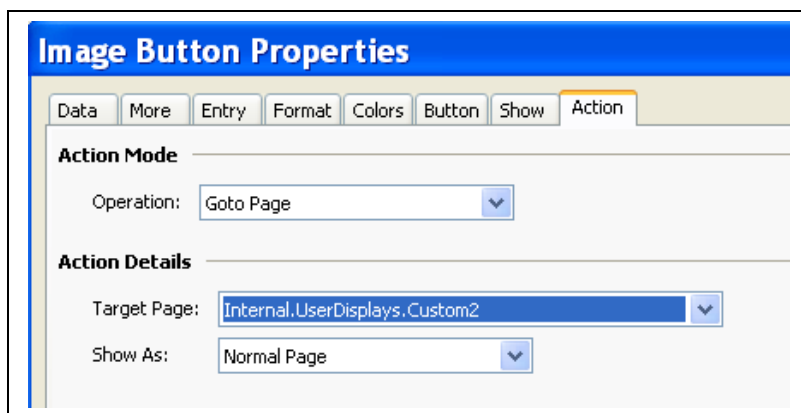 Image Button Properties
Data More Entry Format Colors Button Show Action
Action Mode
Operation: Goto Page
Action Details
Target Page: Internal.UserDisplays.Custom2
Show As: Normal Page